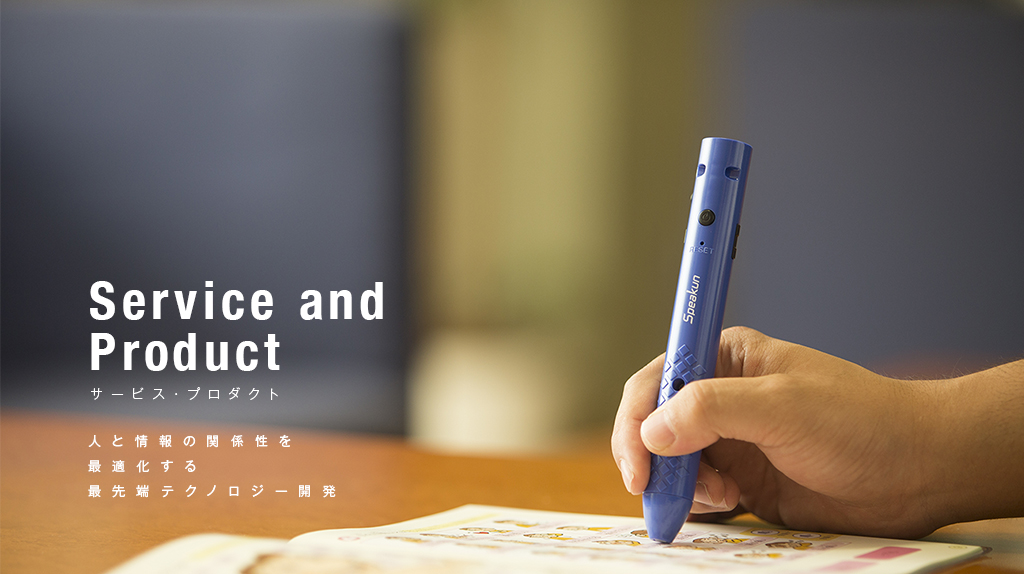 Service and
Product
サービス・プロダクト
人と情報の関係性を
最適化する
最先端テクノロジー開発
Speakun